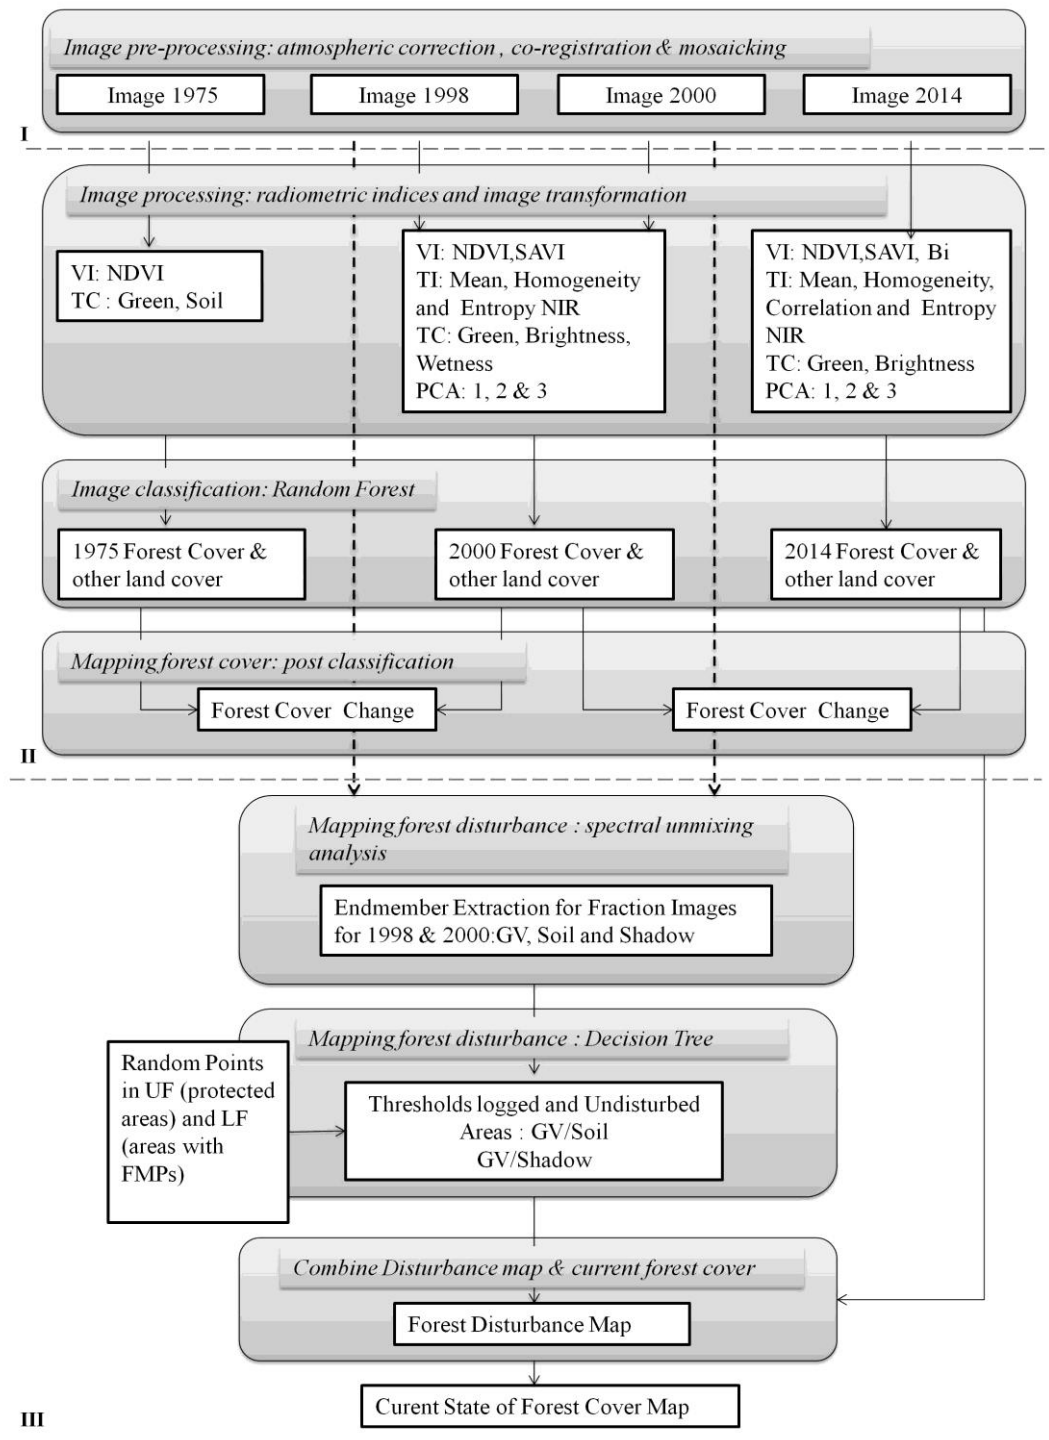 Image pre-processing: atmospheric correction , co-registration & mosaicking
Image 1975
Image 1998
Image 2000
Image 2014
I
Image processing: radiometric indices and image transformation
VI: NDVI
TC : Green, Soil
VI: NDVI,SAVI
TI: Mean, Homogeneity
and Entropy NIR
TC: Green, Brightness,
Wetness
PCA: 1, 2 & 3
VI: NDVI,SAVI, Bi
TI: Mean, Homogeneity,
Correlation and Entropy
NIR
TC: Green, Brightness
PCA: 1, 2 & 3
Image classification: Random Forest
1975 Forest Cover &
other land cover
2000 Forest Cover &
other land cover
2014 Forest Cover &
other land cover
Mapping forest cover: post classification
Forest Cover Change
Forest Cover Change
II
Mapping forest disturbance : spectral unmixing
analysis
Endmember Extraction for Fraction Images
for 1998 & 2000:GV, Soil and Shadow
Mapping forest disturbance : Decision Tree
Random Points
in UF (protected
areas) and LF
(areas with
FMPs)
Thresholds logged and Undisturbed
Areas : GV/Soil
GV/Shadow
Combine Disturbance map & current forest cover
Forest Disturbance Map
Curent State of Forest Cover Map
III